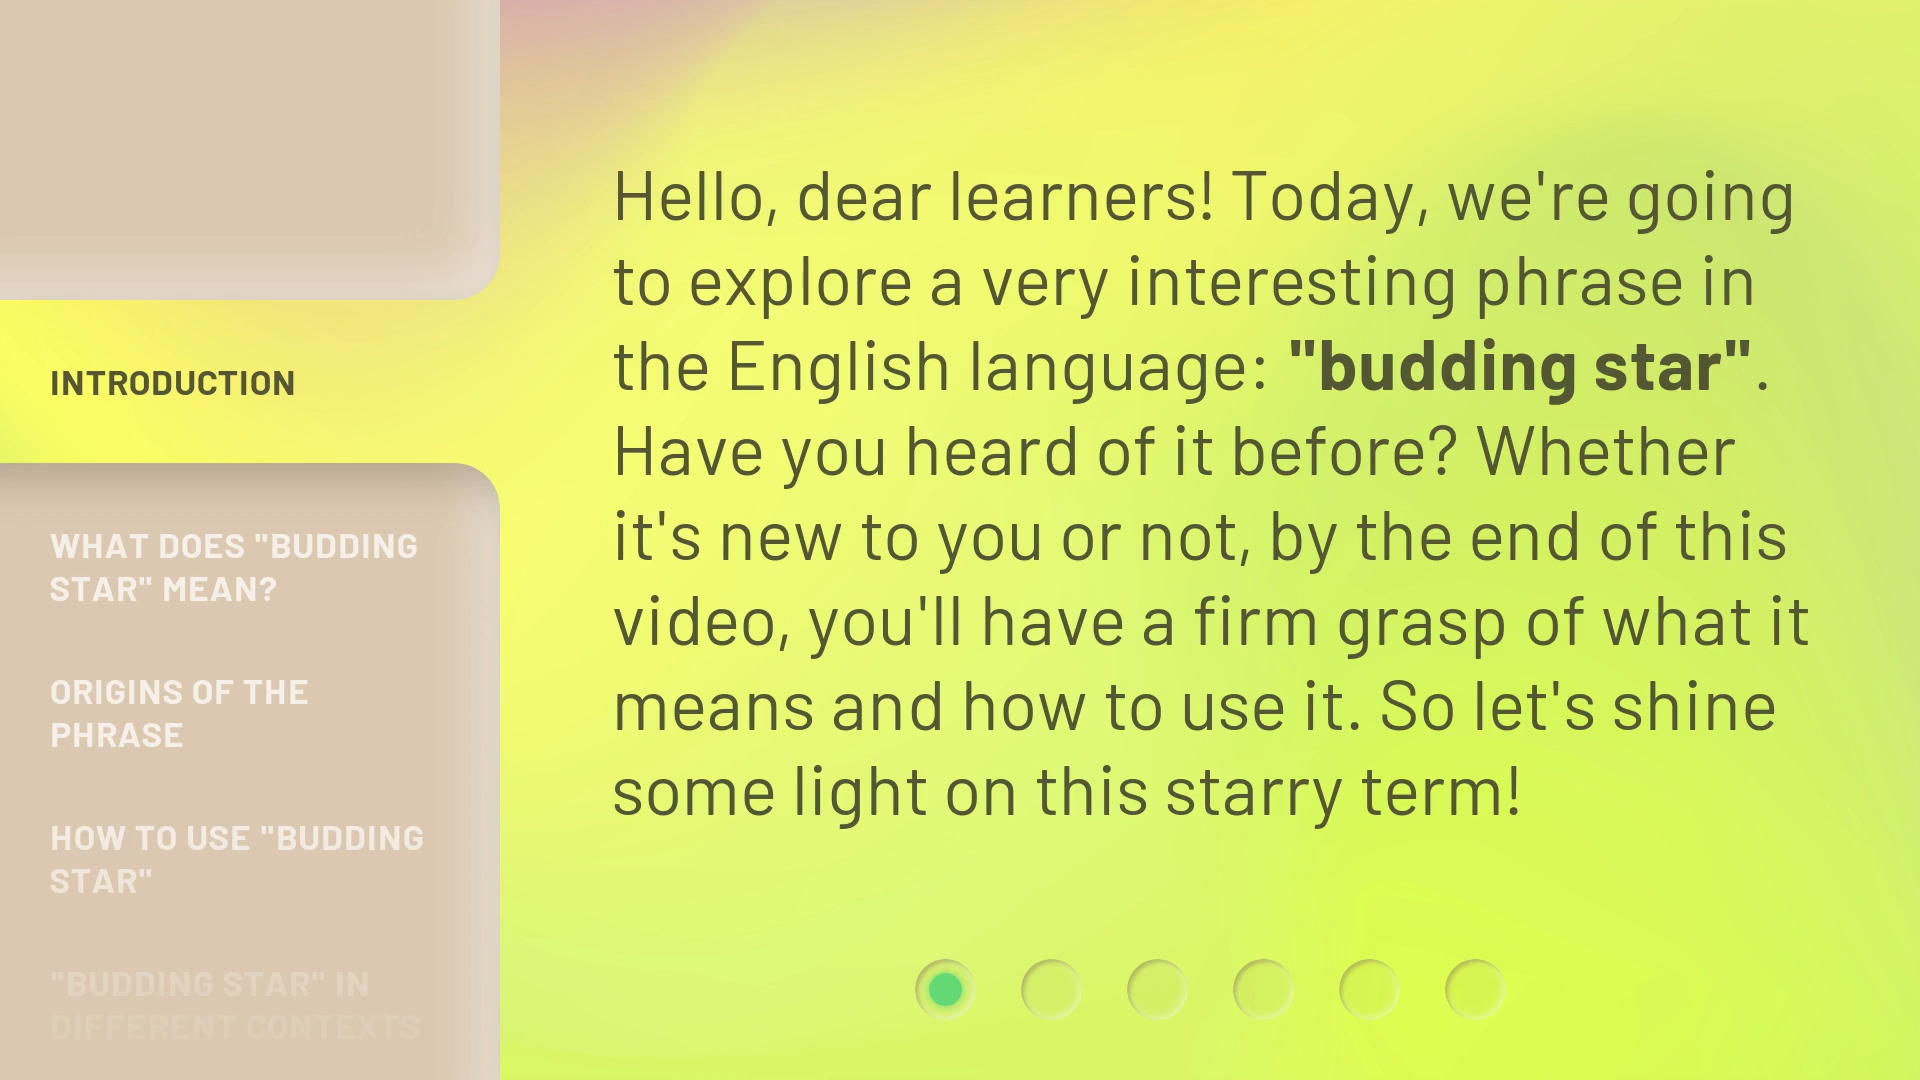 INTRODUCTION
WHAT DOES "BUDDING
STAR" MEAN?
ORIGINS OF THE
PHRASE
HOW TO USE "BUDDING
STAR"
"BUDDING STAR" IN
DIFFERENT CONTEXTS
Hello, dear learners! Today, we're going
to explore a very interesting phrase in
the English language: "budding star".
Have you heard of it before? Whether
it's new to you or not, by the end of this
video, you'll have a firm grasp of what it
means and how to use it. So let's shine
some light on this starry term!